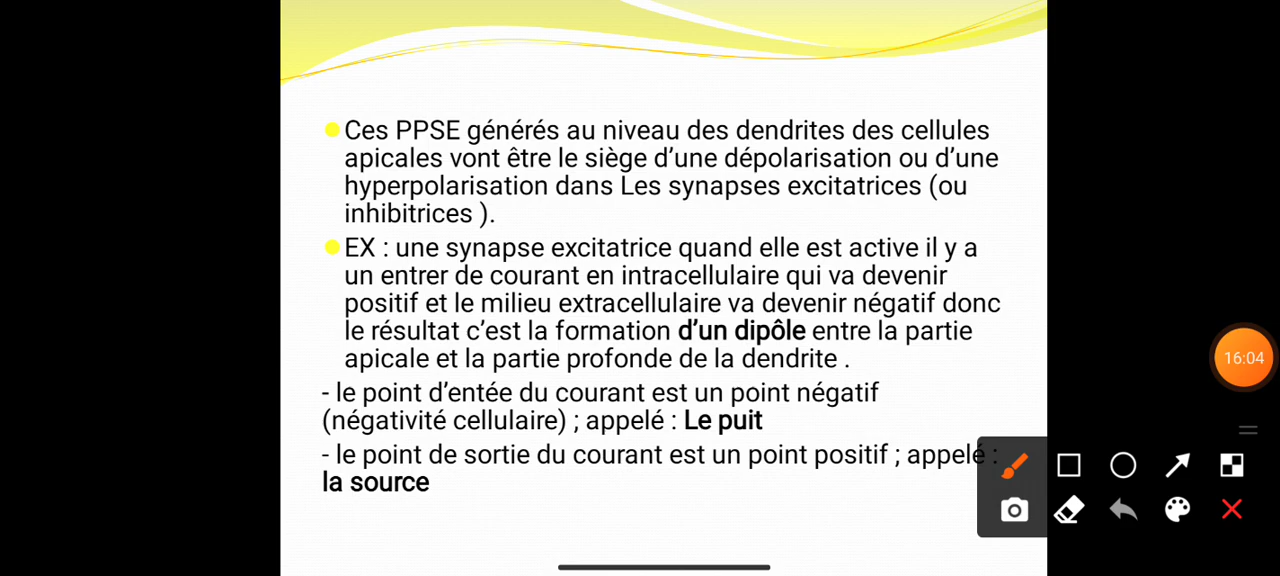 Ces PPSE générés au niveau des dendrites des cellules
apicales vont être le siège d’une dépolarisation ou d’une
hyperpolarisation dans Les synapses excitatrices (ou
inhibitrices ).
EX : une synapse excitatrice quand elle est active il y a
un entrer de courant en intracellulaire qui va devenir
positif et le milieu extracellulaire va devenir négatif donc
le résultat c’est la formation d’un dipôle entre la partie
apicale et la partie profonde de la dendrite .
- le point d’entée du courant est un point négatif
(négativité cellulaire) ; appelé : Le puit
- le point de sortie du courant est un point positif ; appelé :
la source
16:04